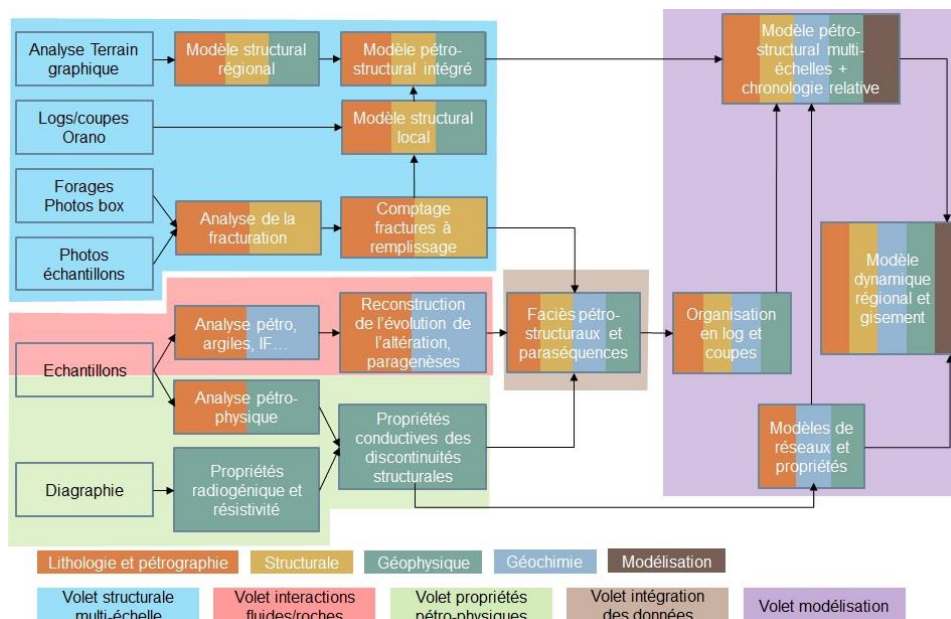 Analyse Terrain
graphique
Modèle structural
régional
Modèle pétro-
structural intégré
Modèle pétro-
structural multi-
échelles +
chronologie relative
Logs/coupes
Orano
Modèle structural
local
Forages
Photos box
Photos
échantillons
Analyse de la
fracturation
Comptage
fractures à
remplissage
Modèle
dynamique
régional et
gisement
Echantillons
Analyse pétro,
argiles, IF…
Reconstruction
de l'évolution de
l'altération,
paragenèses
Faciès pétro-
structuraux et
paraséquences
Organisation
en log et
coupes
Analyse pétro-
physique
Propriétés
conductives des
discontinuités
structurales
Modèles de
réseaux et
propriétés
Diagraphie
Propriétés
radiogénique et
résistivité
Lithologie et pétrographie
Structurale
Géophysique
Géochimie
Modélisation
Volet structurale
multi-échelle
Volet interactions
fluides/roches
Volet propriétés
pétro-physiques
Volet intégration
des données
Volet modélisation